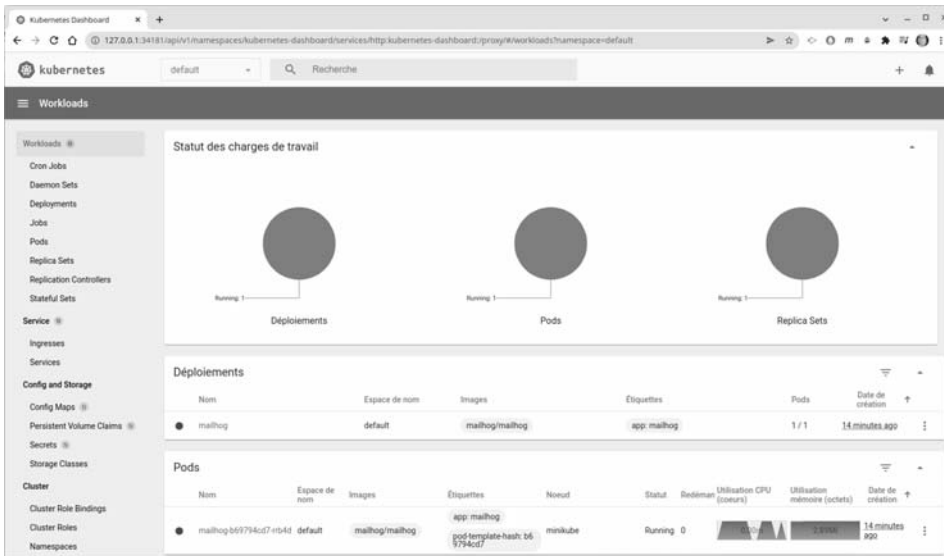 Kubernetes Dashboard
127.0.0.1:34181/api/v1/namespaces/kubernetes-dashboard/services/http:kubernetes-dashboard:/proxy/#/workloads?namespace=default
kubernetes
default
Recherche
Workloads
Workloads
Cron Jobs
Daemon Sets
Deployments
Jobs
Pods
Replica Sets
Replication Controllers
Stateful Sets
Service
Ingresses
Services
Config and Storage
Config Maps
Persistent Volume Claims
Secrets
Storage Classes
Cluster
Cluster Role Bindings
Cluster Roles
Namespaces
Statut des charges de travail
Running: 1
Running: 1
Running: 1
Déploiements
Pods
Replica Sets
Déploiements
Nom Espace de nom Images Étiquettes Pods Date de création
mailhog default mailhog/mailhog app: mailhog 1 / 1 14 minutes ago
Pods
Nom Espace de nom Images Étiquettes Noeud Statut Redémar Utilisation CPU (coeurs) Utilisation mémoire (octets) Date de création
mailhog-b69794cd7-rrb4d default mailhog/mailhog app: mailhog pod-template-hash: b69794cd7 minikube Running 0 14 minutes ago